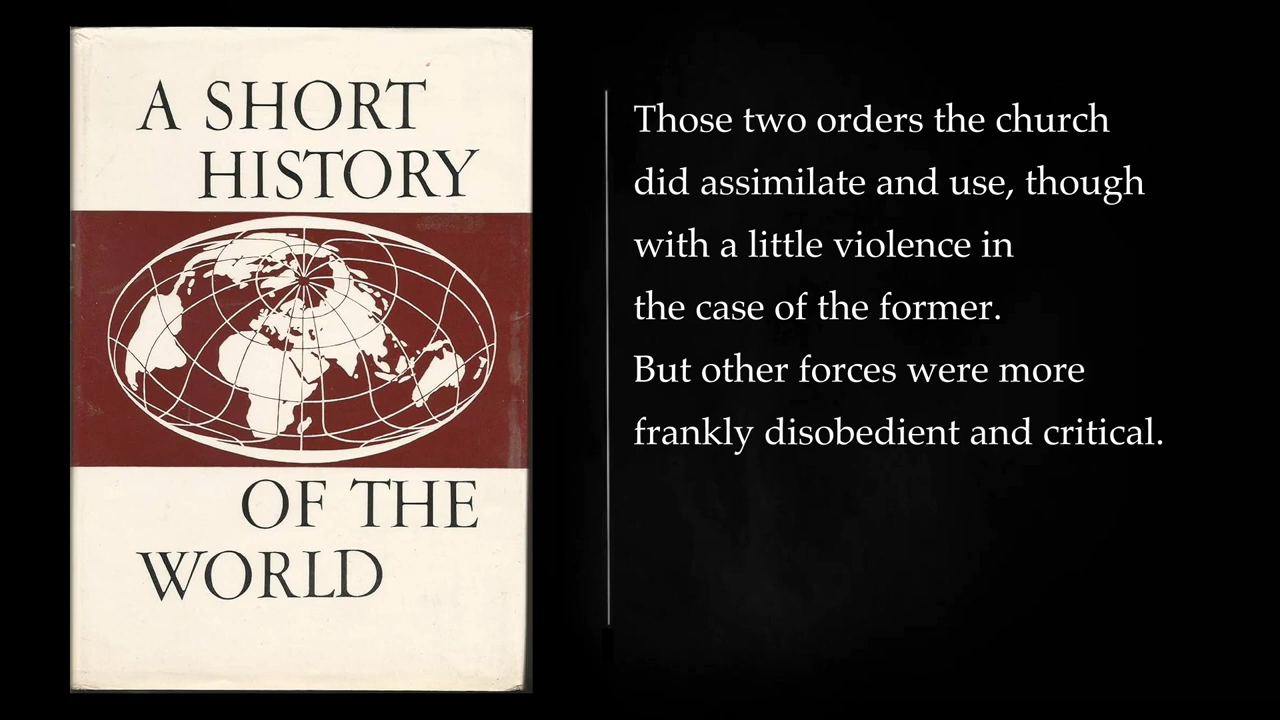 A SHORT
HISTORY
OF THE
WORLD
Those two orders the church
did assimilate and use, though
with a little violence in
the case of the former.
But other forces were more
frankly disobedient and critical.